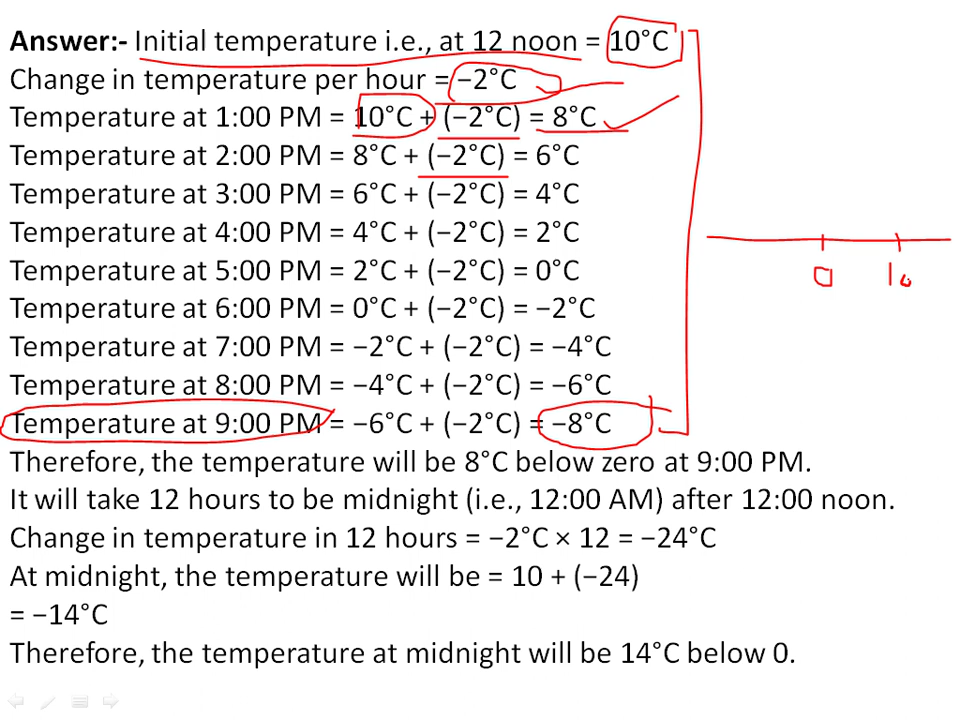 Answer:- Initial temperature i.e., at 12 noon = 10°C
Change in temperature per hour = −2°C
Temperature at 1:00 PM = 10°C + (−2°C) = 8°C
Temperature at 2:00 PM = 8°C + (−2°C) = 6°C
Temperature at 3:00 PM = 6°C + (−2°C) = 4°C
Temperature at 4:00 PM = 4°C + (−2°C) = 2°C
Temperature at 5:00 PM = 2°C + (−2°C) = 0°C
Temperature at 6:00 PM = 0°C + (−2°C) = −2°C
Temperature at 7:00 PM = −2°C + (−2°C) = −4°C
Temperature at 8:00 PM = −4°C + (−2°C) = −6°C
Temperature at 9:00 PM = −6°C + (−2°C) = −8°C
Therefore, the temperature will be 8°C below zero at 9:00 PM.
It will take 12 hours to be midnight (i.e., 12:00 AM) after 12:00 noon.
Change in temperature in 12 hours = −2°C × 12 = −24°C
At midnight, the temperature will be = 10 + (−24)
= −14°C
Therefore, the temperature at midnight will be 14°C below 0.
0 10